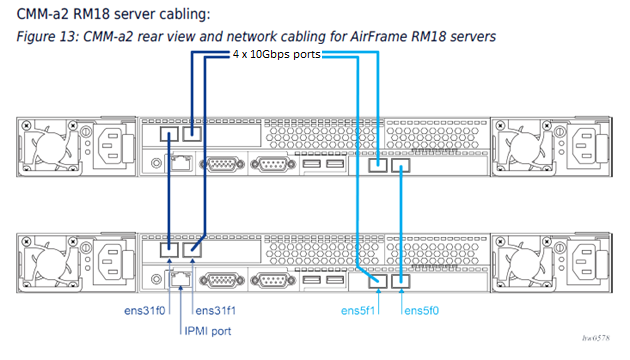 CMM-a2 RM18 server cabling:
Figure 13: CMM-a2 rear view and network cabling for AirFrame RM18 servers
4 x 10Gbps ports
ens31f0
ens31f1
ens5f1
ens5f0
IPMI port
hw0578